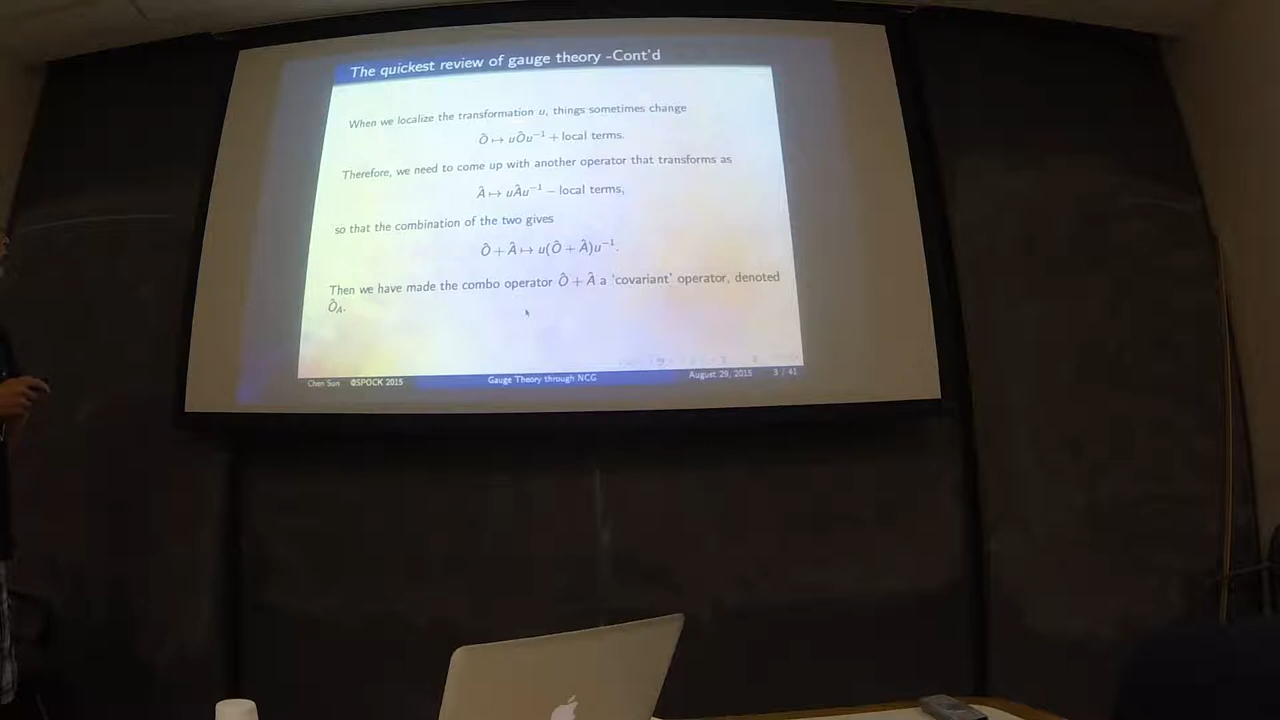 The quickest review of gauge theory -Cont'd
When we localize the transformation u, things sometimes change
Ô ↦ uÔu⁻¹ + local terms.
Therefore, we need to come up with another operator that transforms as
Â ↦ uÂu⁻¹ − local terms,
so that the combination of the two gives
Ô + Â ↦ u(Ô + Â)u⁻¹.
Then we have made the combo operator Ô + Â a 'covariant' operator, denoted
Ô_A.
Chen Sun @SPOCK 2015 Gauge Theory through NCG August 29, 2015 3 / 41